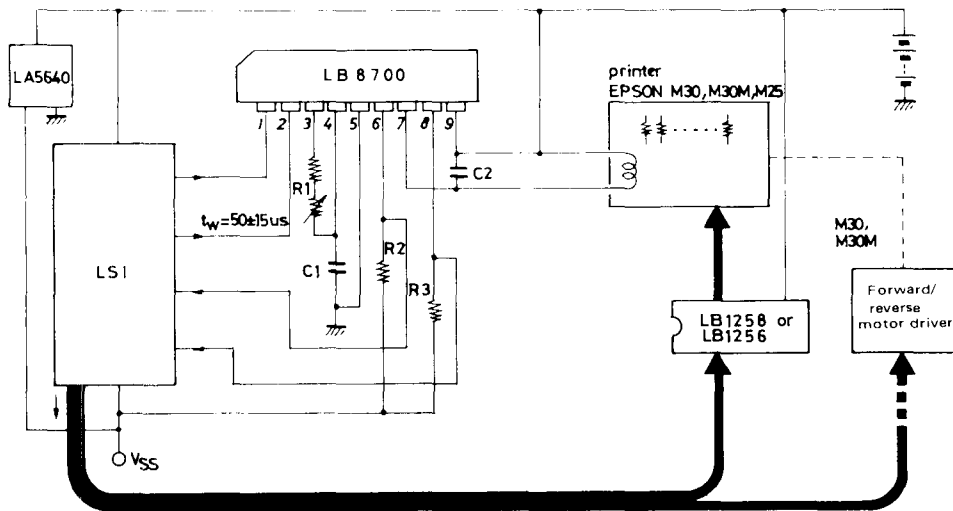 LA5640
LB8700
1 2 3 4 5 6 7 8 9
printer
EPSON M30,M30M,M25
R1
C2
tw=50±15us
LSI
C1
R2
R3
M30,
M30M
LB1258 or
LB1256
Forward/
reverse
motor driver
VSS